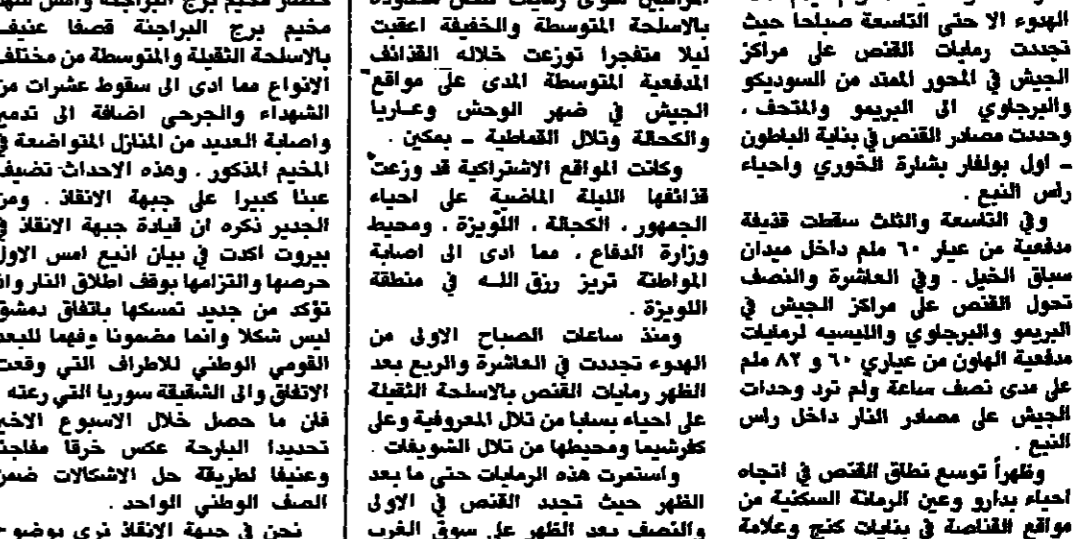 الهدوء الا حتى التاسعة صباحا حيث
تجددت رمايات القنص على مراكز
الجيش في المحور الممتد من السوديكو
والبرجاوي الى البريمو والمتحف .
وحددت مصادر القنص في بناية الباطون
ـ اول بولفار بشارة الخوري واحياء
راس النبع .
وفي التاسعة والثلث سقطت قذيفة
مدفعية من عيار ٦٠ ملم داخل ميدان
سباق الخيل . وفي العاشرة والنصف
تحول القنص على مراكز الجيش في
البريمو والبرجاوي والليسيه لرمايات
مدفعية الهاون من عياري ٦٠ و ٨٢ ملم
على مدى نصف ساعة ولم ترد وحدات
الجيش على مصادر النار داخل راس
النبع .
وظهراً توسع نطاق القنص في اتجاه
احياء بدارو وعين الرمانة السكنية من
مواقع القناصة في بنايات كنج وعلامة
بالاسلحة المتوسطة والخفيفة اعقبت
ليلا متفجرا توزعت خلاله القذائف
المدفعية المتوسطة المدى على مواقع
الجيش في ضهر الوحش وعاريا
والكحالة وتلال القماطية ـ بمكين .
وكانت المواقع الاشتراكية قد وزعت
قذائفها الليلة الماضية على احياء
الجمهور ، الكحالة ، اللويزة ، ومحيط
وزارة الدفاع ، مما ادى الى اصابة
المواطنة تريز رزق اللـه في منطقة
اللويزة .
ومنذ ساعات الصباح الاولى من
الهدوء تجددت في العاشرة والربع بعد
الظهر رمايات القنص بالاسلحة الثقيلة
على احياء بسابا من تلال المعروفية وعلى
كفرشيما ومحيطها من تلال الشويفات .
واستمرت هذه الرمايات حتى ما بعد
الظهر حيث تجدد القنص في الاولى
والنصف بعد الظهر على سوق الغرب
مخيم برج البراجنة قصفا عنيف
بالاسلحة الثقيلة والمتوسطة من مختلف
الانواع مما ادى الى سقوط عشرات من
الشهداء والجرحى اضافة الى تدمير
واصابة العديد من المنازل المتواضعة في
المخيم المذكور . وهذه الاحداث تضيف
عبئا كبيرا على جبهة الانقاذ . ومن
الجدير ذكره ان قيادة جبهة الانقاذ في
بيروت اكدت في بيان اذيع امس الاول
حرصها والتزامها بوقف اطلاق النار وان
تؤكد من جديد تمسكها باتفاق دمشق
ليس شكلا وانما مضمونا وفهما للبعد
القومي الوطني للاطراف التي وقعت
الاتفاق والى الشقيقة سوريا التي رعته
فان ما حصل خلال الاسبوع الاخير
تحديدا البارحة عكس خرقا مفاجئ
وعنيفا لطريقة حل الاشكالات ضمن
الصف الوطني الواحد .
نحن في جبهة الانقاذ نرى بوضوح